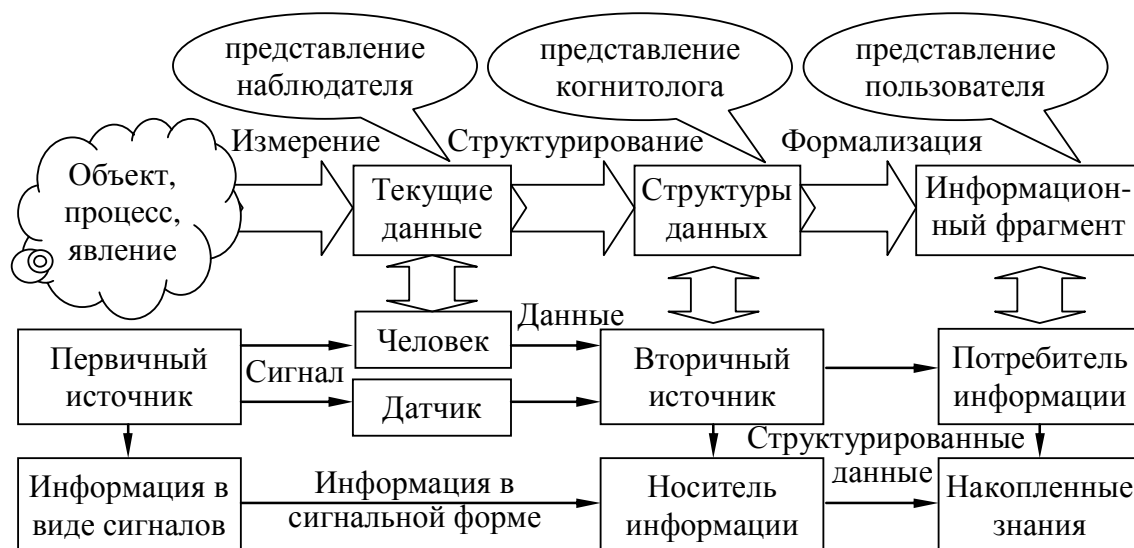 представление
наблюдателя
представление
когнитолога
представление
пользователя
Измерение
Структурирование
Формализация
Объект,
процесс,
явление
Текущие
данные
Структуры
данных
Информацион-
ный фрагмент
Первичный
источник
Сигнал
Человек
Датчик
Данные
Вторичный
источник
Потребитель
информации
Структурированные
данные
Информация в
виде сигналов
Информация в
сигнальной форме
Носитель
информации
Накопленные
знания